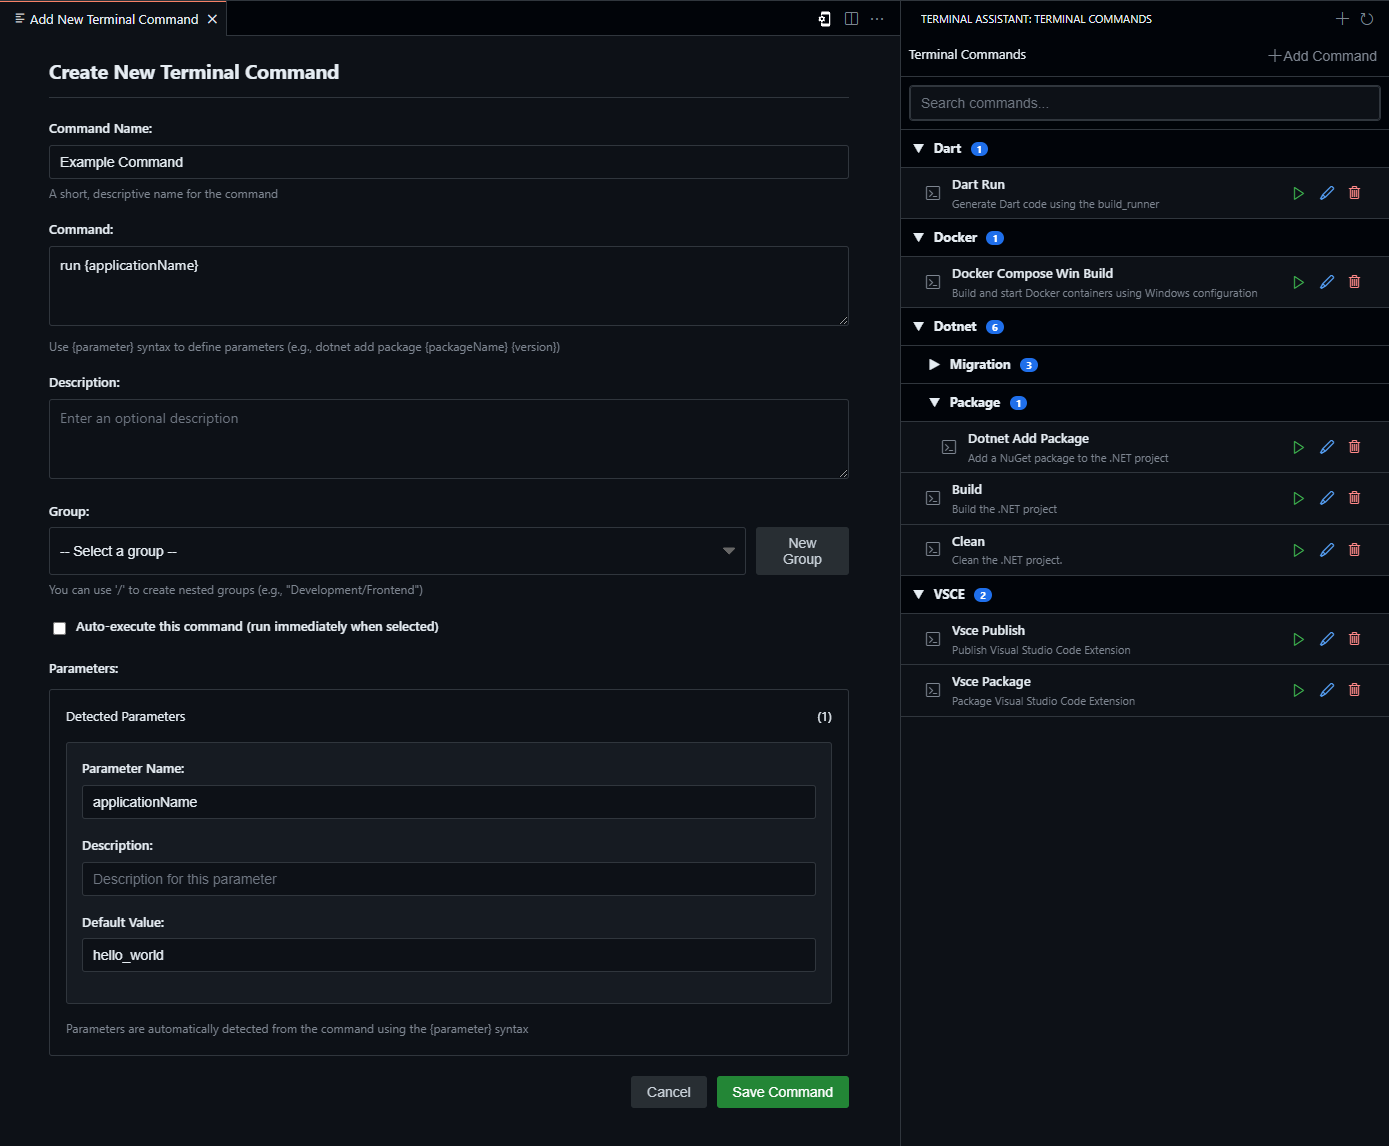 Add New Terminal Command
Create New Terminal Command
Command Name:
Example Command
A short, descriptive name for the command
Command:
run {applicationName}
Use {parameter} syntax to define parameters (e.g., dotnet add package {packageName} {version})
Description:
Enter an optional description
Group:
-- Select a group --
New
Group
You can use '/' to create nested groups (e.g., "Development/Frontend")
Auto-execute this command (run immediately when selected)
Parameters:
Detected Parameters (1)
Parameter Name:
applicationName
Description:
Description for this parameter
Default Value:
hello_world
Parameters are automatically detected from the command using the {parameter} syntax
Cancel
Save Command
TERMINAL ASSISTANT: TERMINAL COMMANDS
Terminal Commands
Add Command
Search commands...
Dart 1
Dart Run
Generate Dart code using the build_runner
Docker 1
Docker Compose Win Build
Build and start Docker containers using Windows configuration
Dotnet 6
Migration 3
Package 1
Dotnet Add Package
Add a NuGet package to the .NET project
Build
Build the .NET project
Clean
Clean the .NET project.
VSCE 2
Vsce Publish
Publish Visual Studio Code Extension
Vsce Package
Package Visual Studio Code Extension